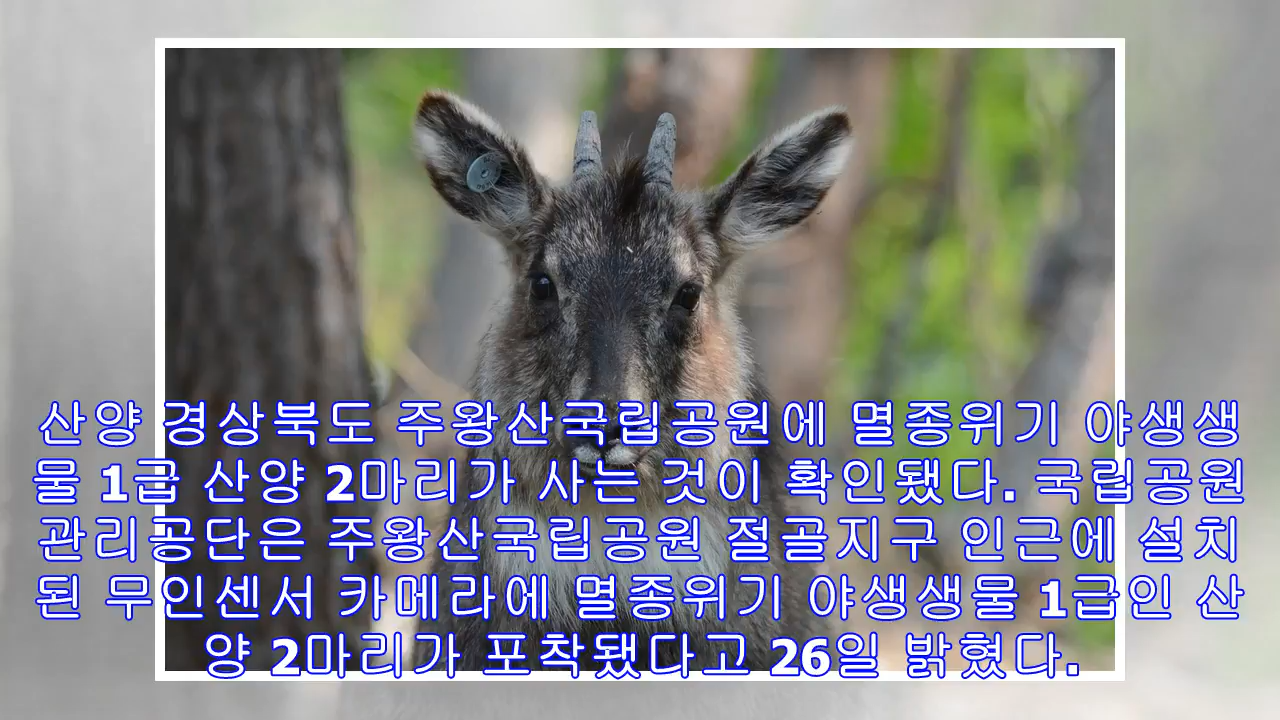 산양 경상북도 주왕산국립공원에 멸종위기 야생생
물 1급 산양 2마리가 사는 것이 확인됐다. 국립공원
관리공단은 주왕산국립공원 절골지구 인근에 설치
된 무인센서 카메라에 멸종위기 야생생물 1급인 산
양 2마리가 포착됐다고 26일 밝혔다.